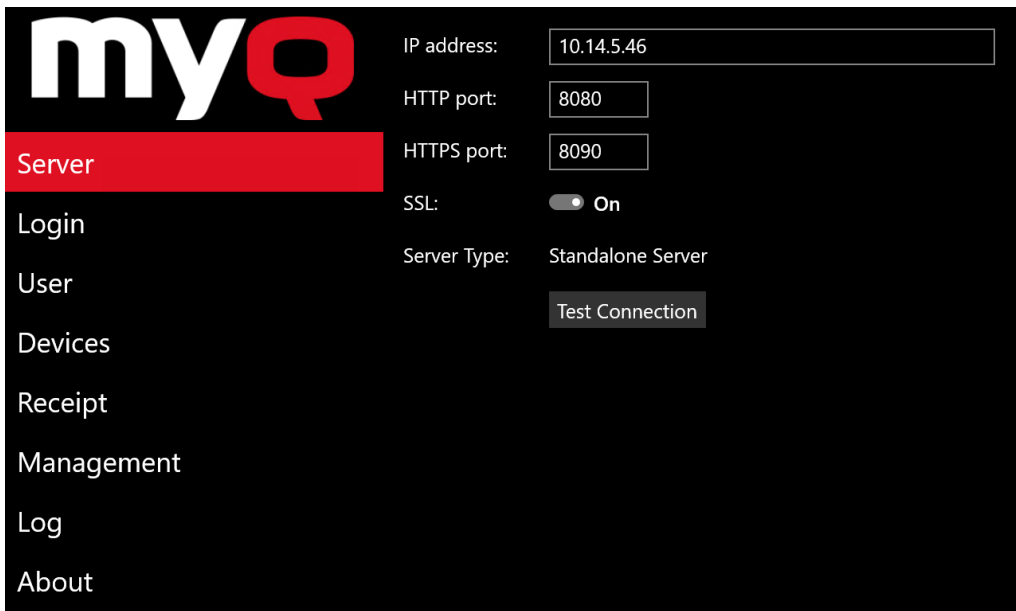 myQ
Server
Login
User
Devices
Receipt
Management
Log
About
IP address: 10.14.5.46
HTTP port: 8080
HTTPS port: 8090
SSL: On
Server Type: Standalone Server
Test Connection